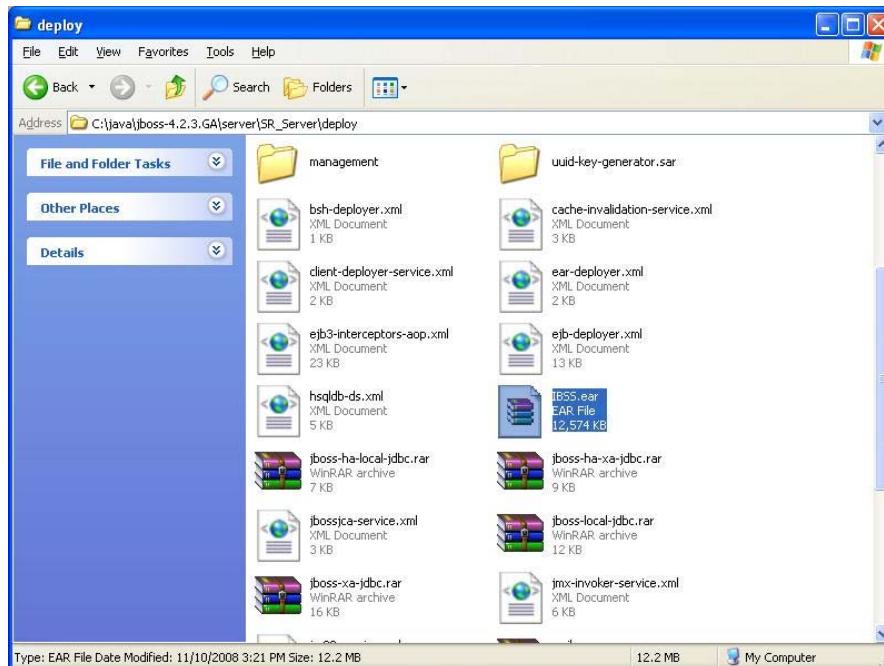 deploy
File Edit View Favorites Tools Help
Back Search Folders
Address C:\java\jboss-4.2.3.GA\server\SR_Server\deploy
File and Folder Tasks
Other Places
Details
management
uuid-key-generator.sar
bsh-deployer.xml
XML Document
1 KB
cache-invalidation-service.xml
XML Document
3 KB
client-deployer-service.xml
XML Document
2 KB
ear-deployer.xml
XML Document
2 KB
ejb3-interceptors-aop.xml
XML Document
23 KB
ejb-deployer.xml
XML Document
13 KB
hsqldb-ds.xml
XML Document
5 KB
IBSS.ear
EAR File
12,574 KB
jboss-ha-local-jdbc.rar
WinRAR archive
7 KB
jboss-ha-xa-jdbc.rar
WinRAR archive
9 KB
jbossjca-service.xml
XML Document
3 KB
jboss-local-jdbc.rar
WinRAR archive
12 KB
jboss-xa-jdbc.rar
WinRAR archive
16 KB
jmx-invoker-service.xml
XML Document
6 KB
Type: EAR File Date Modified: 11/10/2008 3:21 PM Size: 12.2 MB 12.2 MB My Computer